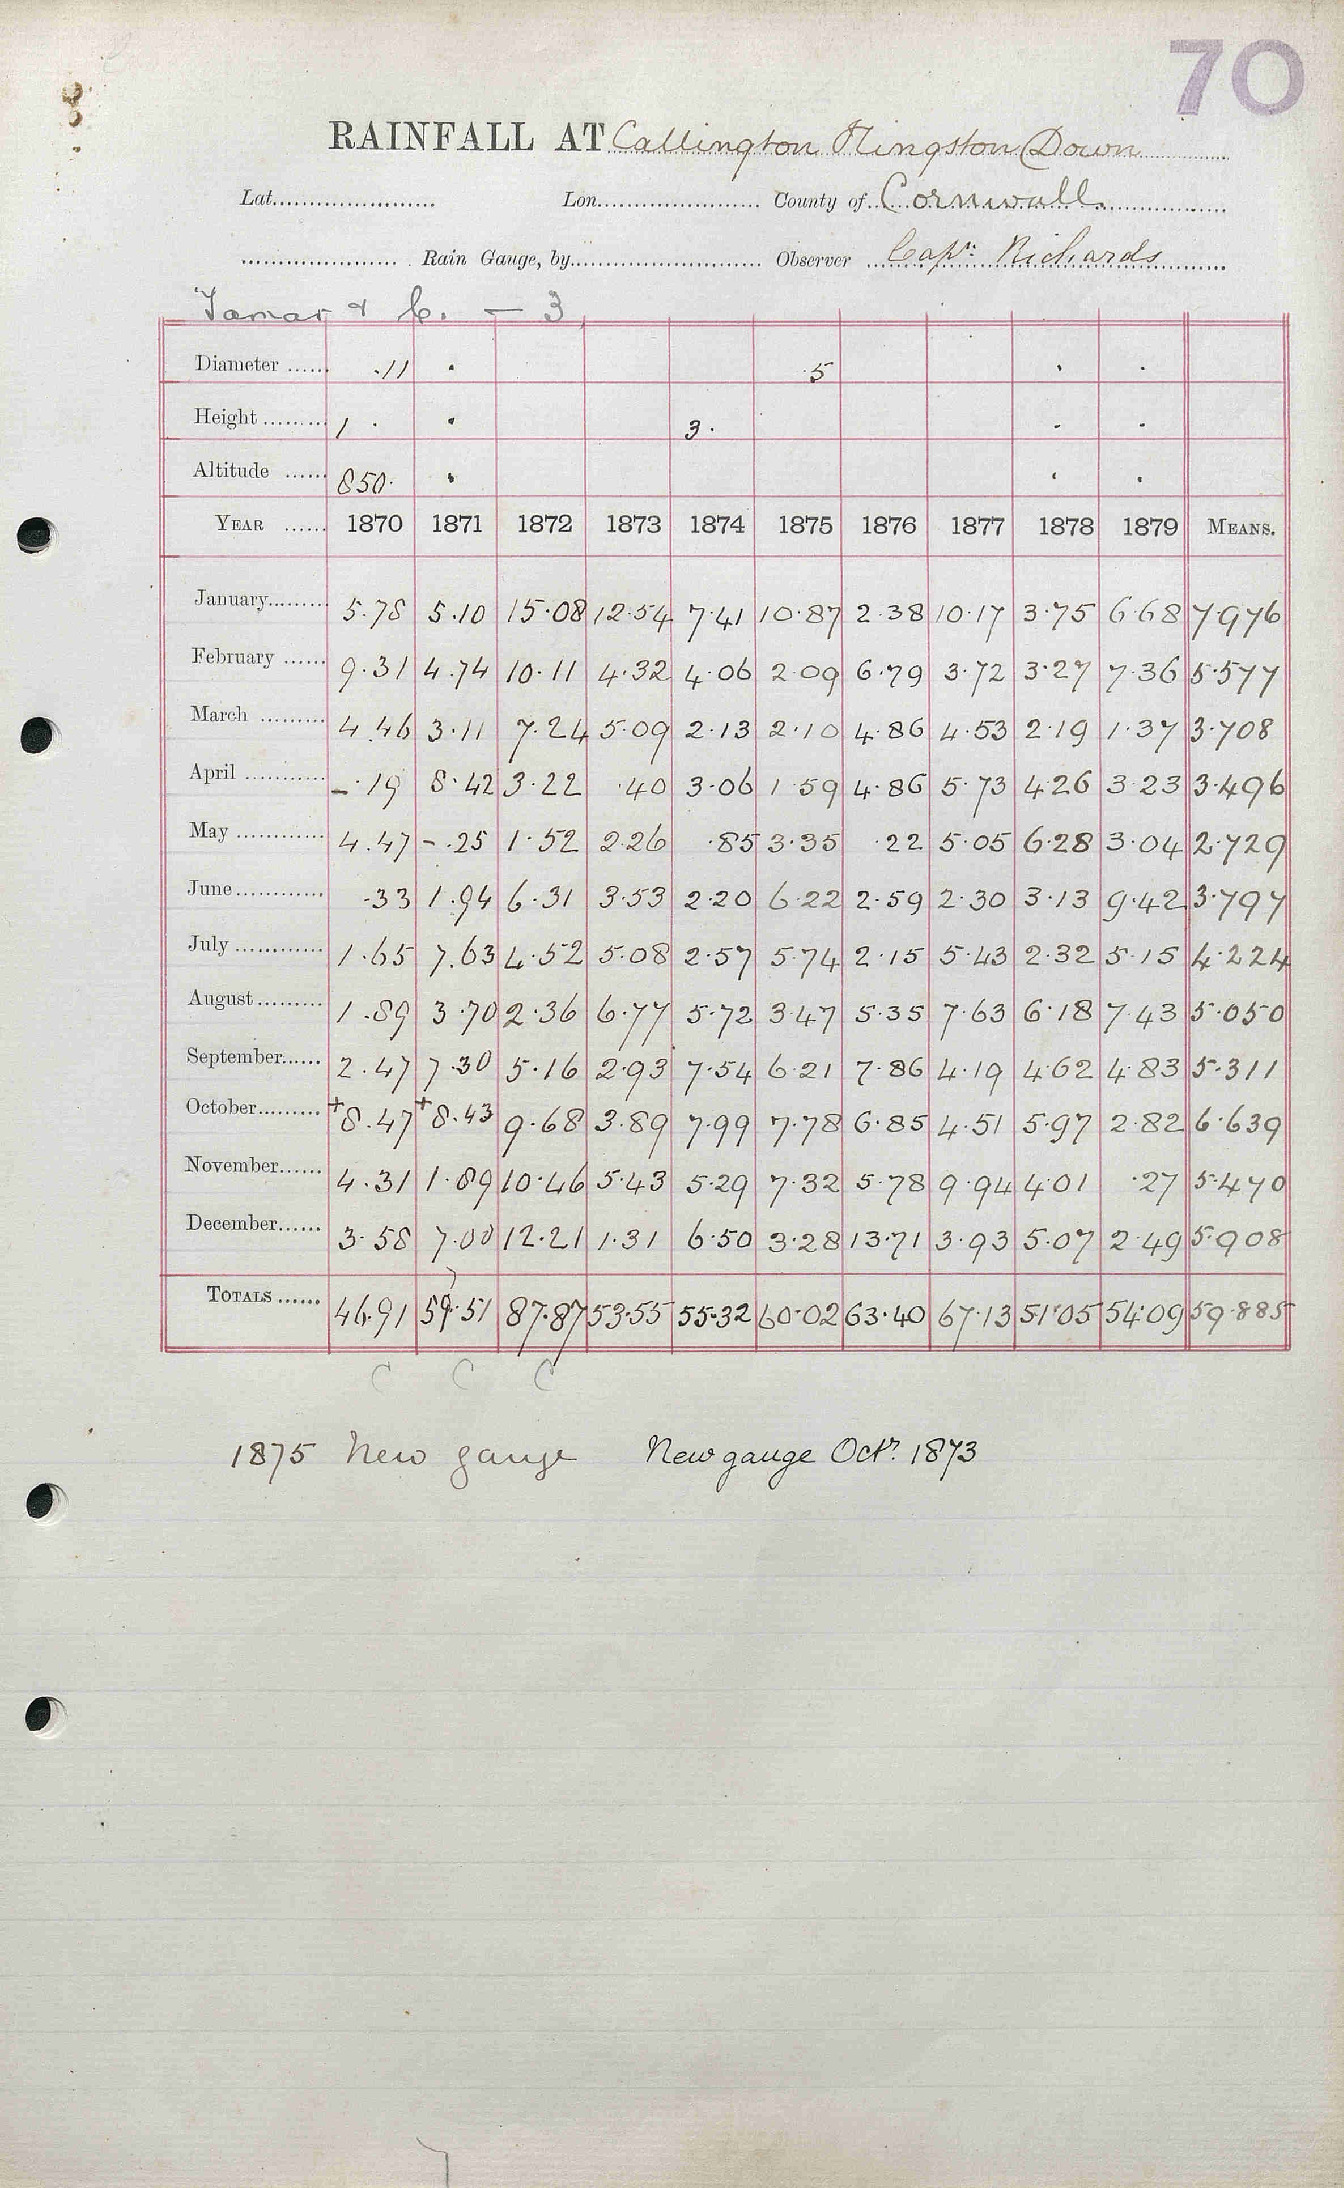 70
RAINFALL AT Callington Kingston Down
Lat. Lon. County of Cornwall.
Rain Gauge, by Observer Capn. Richards
Tamar & C. — 3
Diameter ...... .11 . 5 . .
Height ......... 1 . . 3. . .
Altitude ...... 850. . . .
YEAR ...... 1870 1871 1872 1873 1874 1875 1876 1877 1878 1879 MEANS.
January......... 5.78 5.10 15.08 12.54 7.41 10.87 2.38 10.17 3.75 6.68 7.976
February ...... 9.31 4.74 10.11 4.32 4.06 2.09 6.79 3.72 3.27 7.36 5.577
March ......... 4.46 3.11 7.24 5.09 2.13 2.10 4.86 4.53 2.19 1.37 3.708
April ............ -.19 8.42 3.22 .40 3.06 1.59 4.86 5.73 4.26 3.23 3.496
May ............. 4.47 -.25 1.52 2.26 .85 3.35 .22 5.05 6.28 3.04 2.729
June ............ .33 1.94 6.31 3.53 2.20 6.22 2.59 2.30 3.13 9.42 3.797
July ............ 1.65 7.63 4.52 5.08 2.57 5.74 2.15 5.43 2.32 5.15 4.224
August ......... 1.89 3.70 2.36 6.77 5.72 3.47 5.35 7.63 6.18 7.43 5.050
September...... 2.47 7.30 5.16 2.93 7.54 6.21 7.86 4.19 4.62 4.83 5.311
October......... +8.47 +8.43 9.68 3.89 7.99 7.78 6.85 4.51 5.97 2.82 6.639
November...... 4.31 1.89 10.46 5.43 5.29 7.32 5.78 9.94 4.01 .27 5.470
December...... 3.58 7.00 12.21 1.31 6.50 3.28 13.71 3.93 5.07 2.49 5.908
TOTALS ...... 46.91 59.51 87.87 53.55 55.32 60.02 63.40 67.13 51.05 54.09 59.885
C C C
1875 New gauge New gauge Octr. 1873